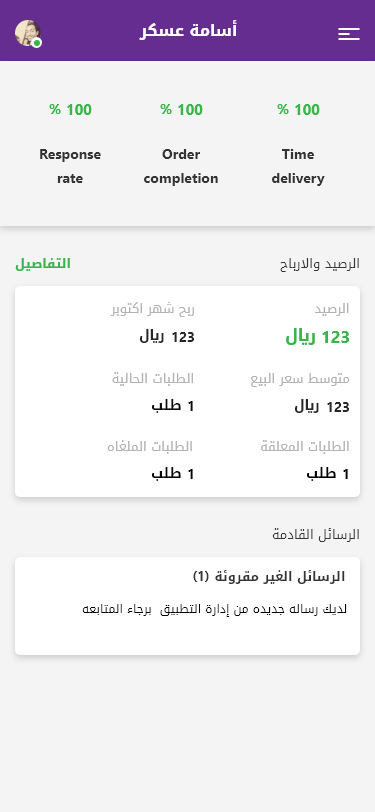 أسامة عسكر
% 100
% 100
% 100
Response rate
Order completion
Time delivery
الرصيد والارباح
التفاصيل
الرصيد
ربح شهر اكتوبر
123 ريال
123 ريال
متوسط سعر البيع
الطلبات الحالية
123 ريال
1 طلب
الطلبات المعلقة
الطلبات الملغاه
1 طلب
1 طلب
الرسائل القادمة
الرسائل الغير مقروئة (1)
لديك رساله جديده من إدارة التطبيق برجاء المتابعه